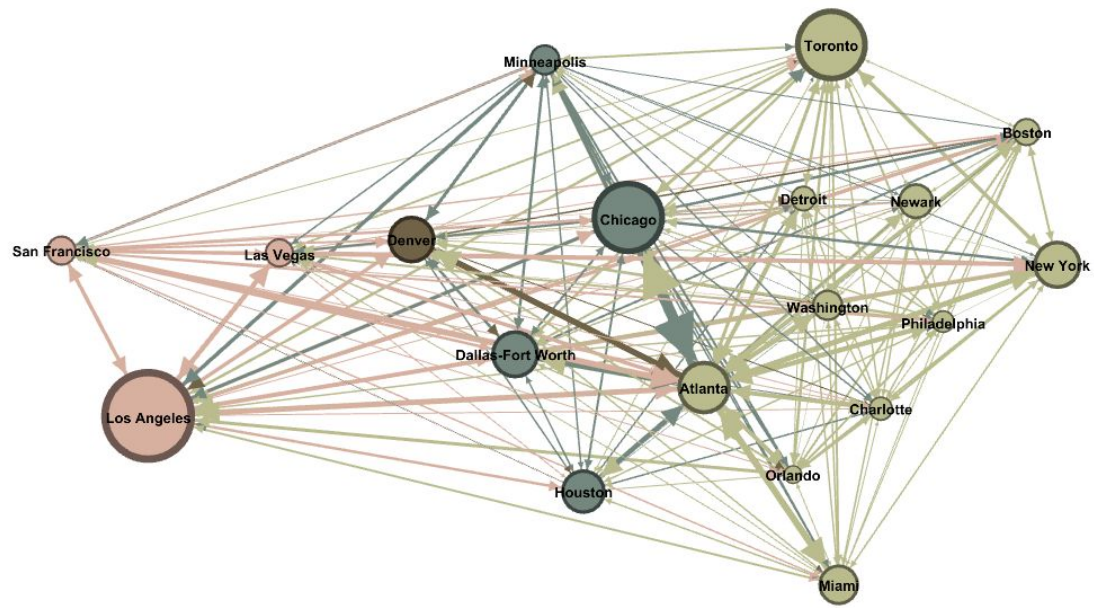 Toronto
Minneapolis
Boston
Detroit
Newark
Chicago
Denver
San Francisco
Las Vegas
New York
Washington
Philadelphia
Dallas-Fort Worth
Atlanta
Charlotte
Los Angeles
Orlando
Houston
Miami